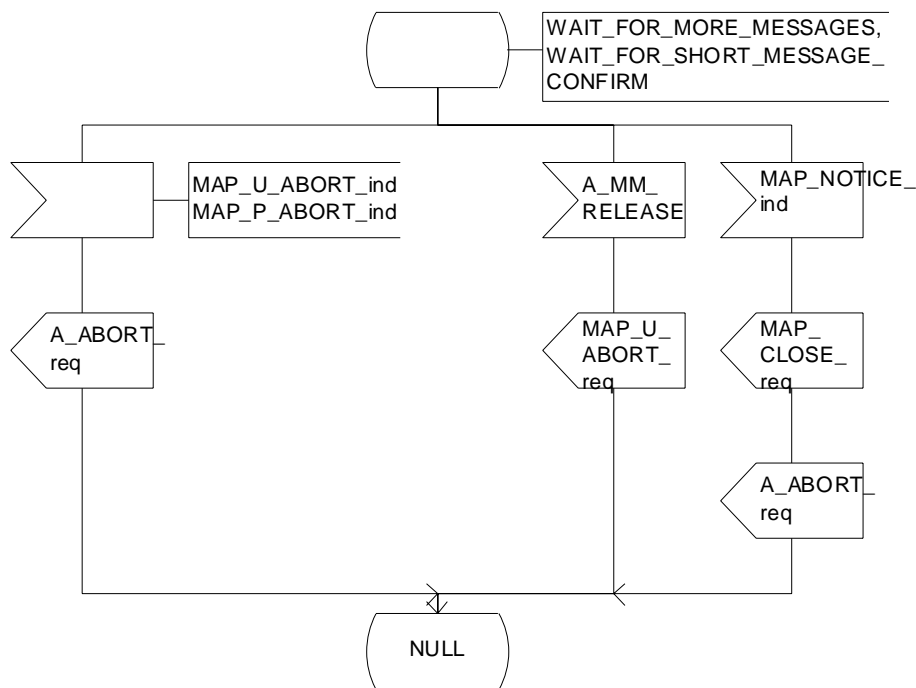 WAIT_FOR_MORE_MESSAGES,
WAIT_FOR_SHORT_MESSAGE_
CONFIRM
MAP_U_ABORT_ind
MAP_P_ABORT_ind
A_MM_
RELEASE
MAP_NOTICE_
ind
A_ABORT_
req
MAP_U_
ABORT_
req
MAP_
CLOSE_
req
A_ABORT_
req
NULL